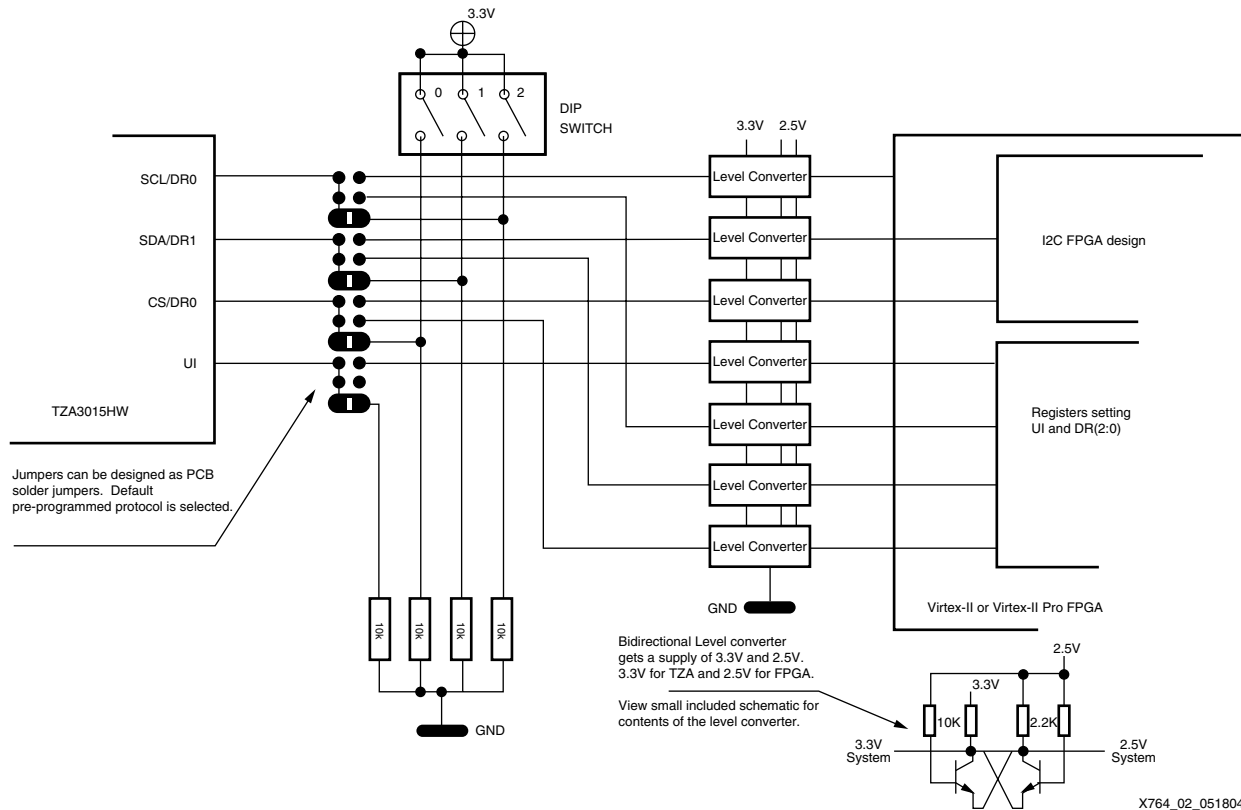 3.3V
0 1 2
DIP
SWITCH
3.3V 2.5V
SCL/DR0
Level Converter
SDA/DR1
Level Converter
I2C FPGA design
CS/DR0
Level Converter
UI
Level Converter
TZA3015HW
Level Converter
Registers setting
UI and DR(2:0)
Jumpers can be designed as PCB
solder jumpers. Default
pre-programmed protocol is selected.
Level Converter
Level Converter
10k 10k 10k 10k
GND
GND
Virtex-II or Virtex-II Pro FPGA
Bidirectional Level converter
gets a supply of 3.3V and 2.5V.
3.3V for TZA and 2.5V for FPGA.
View small included schematic for
contents of the level converter.
2.5V
3.3V
10K 2.2K
3.3V
System
2.5V
System
X764_02_051804